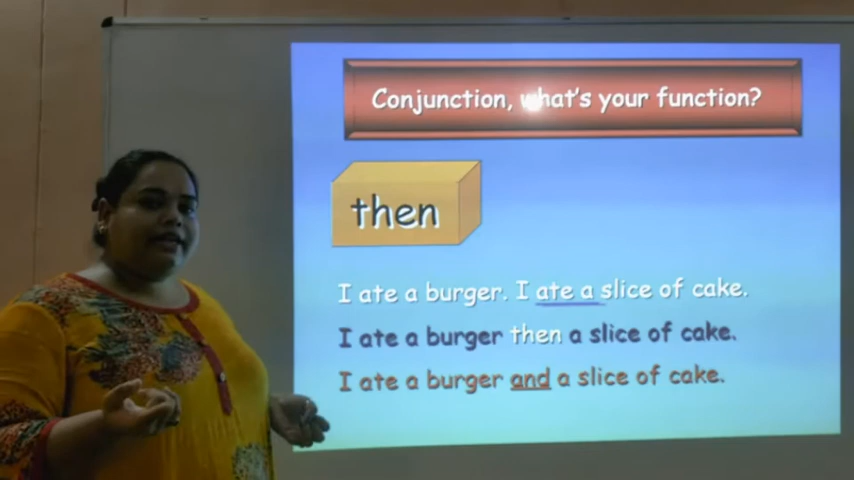 Conjunction, what's your function?
then
I ate a burger. I ate a slice of cake.
I ate a burger then a slice of cake.
I ate a burger and a slice of cake.